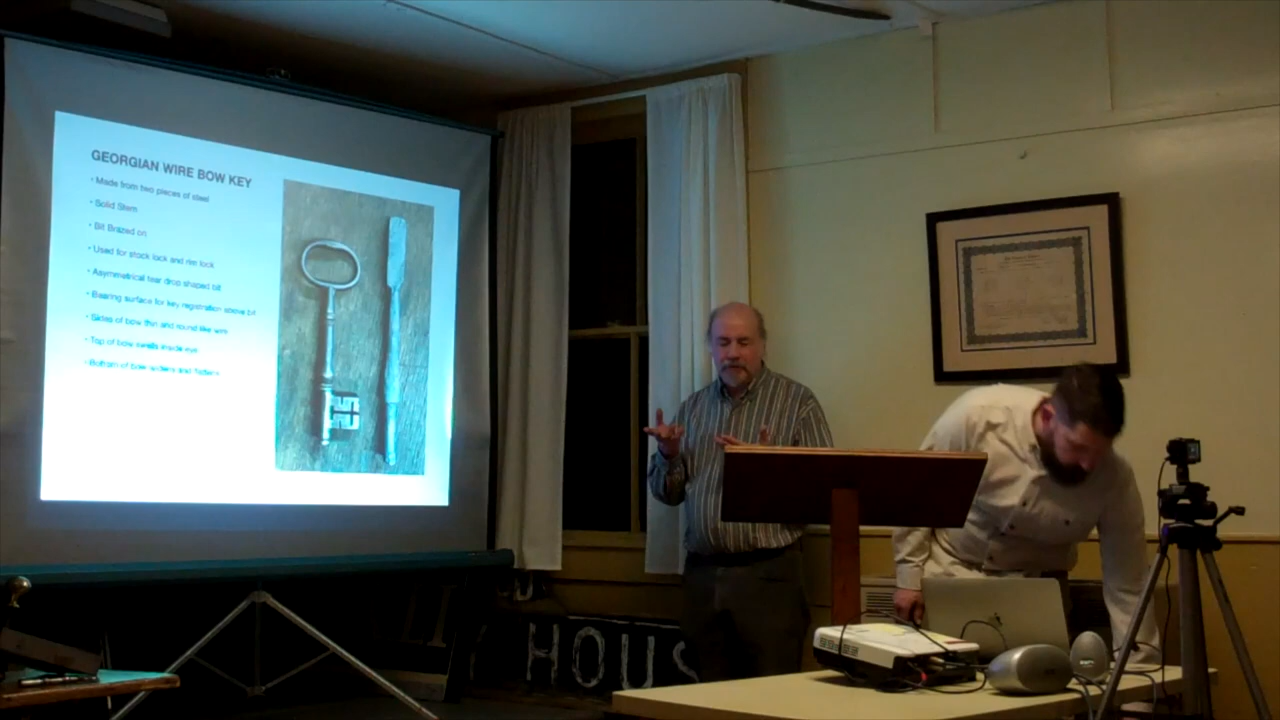 GEORGIAN WIRE BOW KEY
• Made from two pieces of steel
• Solid Stem
• Bit Brazed on
• Used for stock lock and rim lock
• Asymmetrical tear drop shaped bit
• Bearing surface for key registration above bit
• Sides of bow thin and round like wire
• Top of bow swells inside eye
• Bottom of bow widens and flattens
HOUS